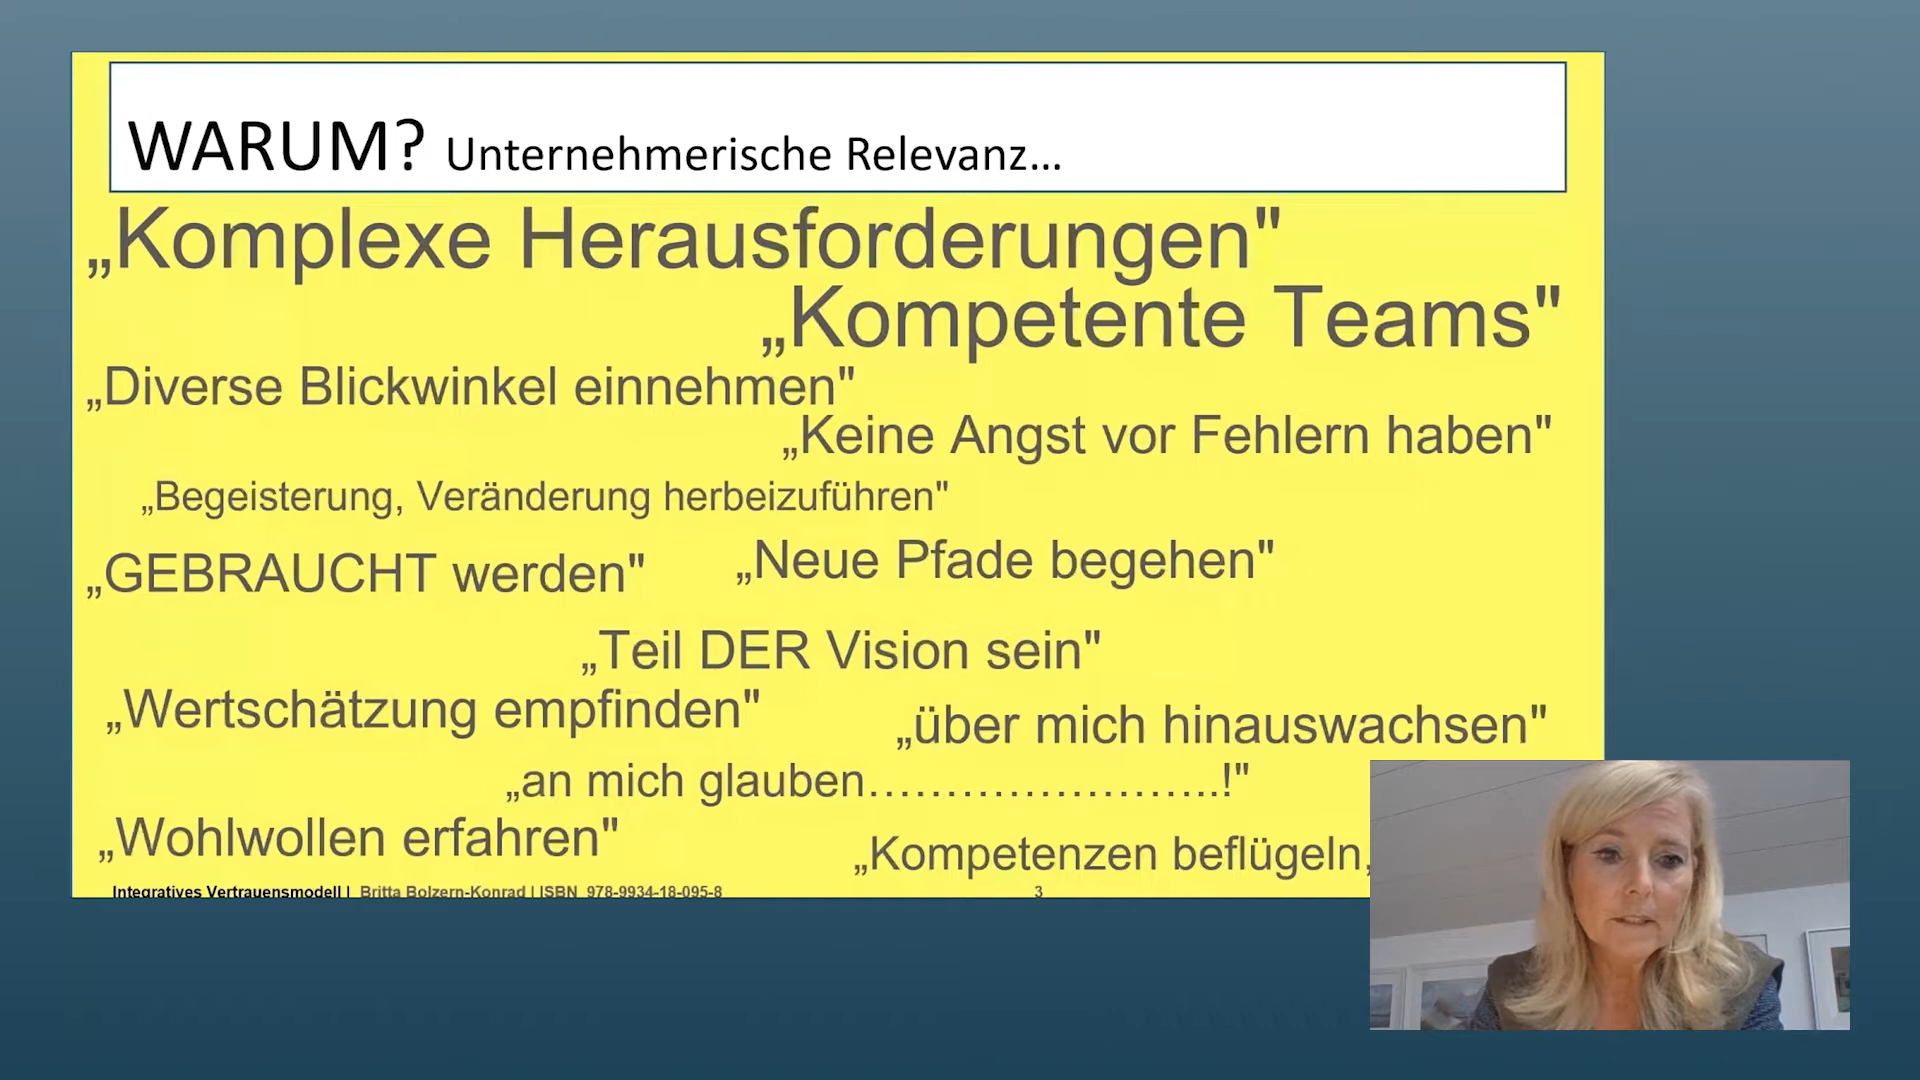 WARUM? Unternehmerische Relevanz...
„Komplexe Herausforderungen"
„Kompetente Teams"
„Diverse Blickwinkel einnehmen"
„Keine Angst vor Fehlern haben"
„Begeisterung, Veränderung herbeizuführen"
„GEBRAUCHT werden" „Neue Pfade begehen"
„Teil DER Vision sein"
„Wertschätzung empfinden" „über mich hinauswachsen"
„an mich glauben……………………..!"
„Wohlwollen erfahren" „Kompetenzen beflügeln,
Integratives Vertrauensmodell | Britta Bolzern-Konrad | ISBN 978-9934-18-095-8 3